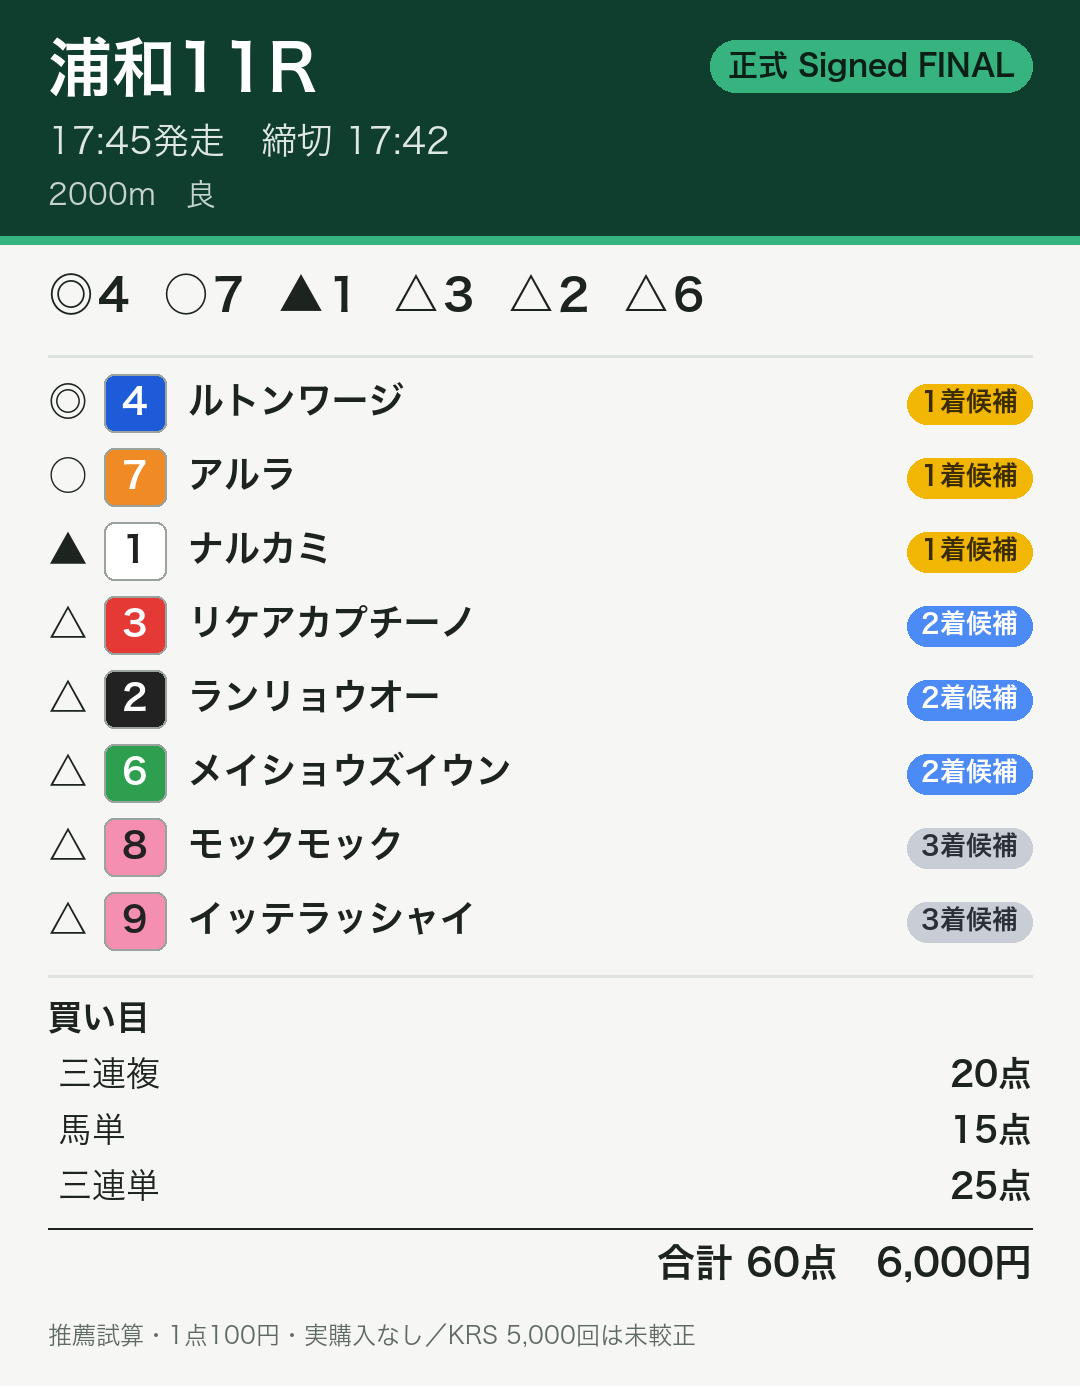 浦和11R
正式 Signed FINAL
17:45発走　締切 17:42
2000m　良
◎4 ○7 ▲1 △3 △2 △6
◎ 4 ルトンワージ 1着候補
○ 7 アルラ 1着候補
▲ 1 ナルカミ 1着候補
△ 3 リケアカプチーノ 2着候補
△ 2 ランリョウオー 2着候補
△ 6 メイショウズイウン 2着候補
△ 8 モックモック 3着候補
△ 9 イッテラッシャイ 3着候補
買い目
三連複 20点
馬単 15点
三連単 25点
合計 60点　6,000円
推薦試算・1点100円・実購入なし／KRS 5,000回は未較正